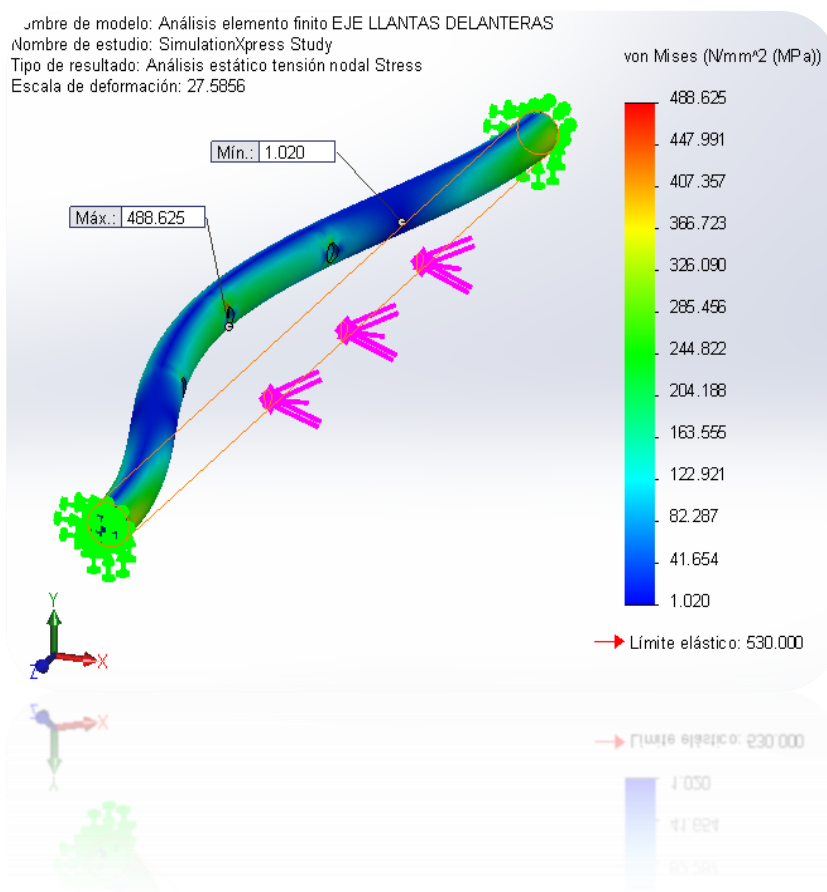 ombre de modelo: Análisis elemento finito EJE LLANTAS DELANTERAS
Nombre de estudio: SimulationXpress Study
Tipo de resultado: Análisis estático tensión nodal Stress
Escala de deformación: 27.5856
von Mises (N/mm^2 (MPa))
488.625
447.991
407.357
366.723
326.090
285.456
244.822
204.188
163.555
122.921
82.287
41.654
1.020
Límite elástico: 530.000
Mín.: 1.020
Máx.: 488.625
Y
X
Z